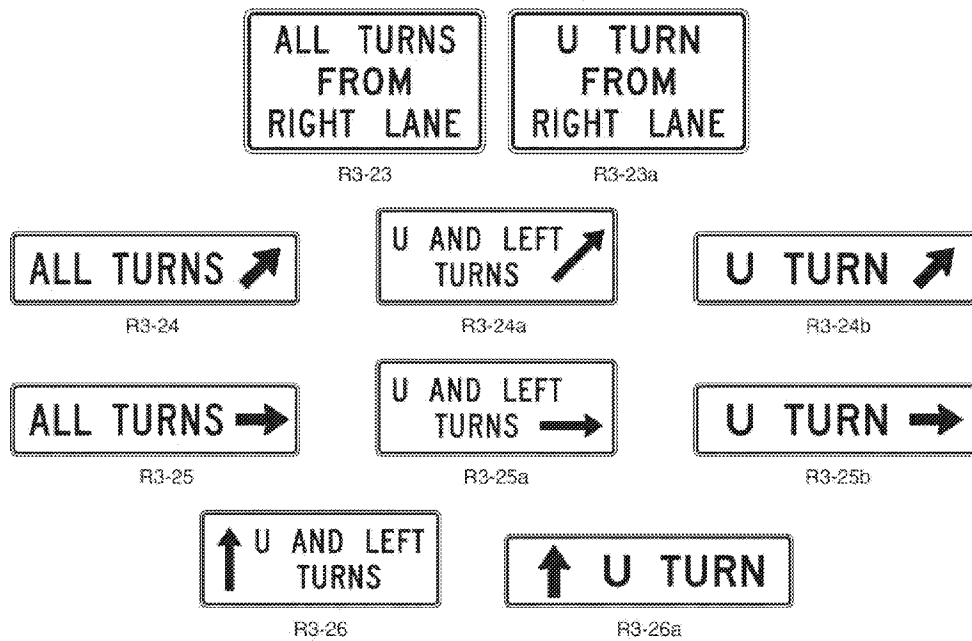 ALL TURNS
FROM
RIGHT LANE
U TURN
FROM
RIGHT LANE
R3-23
R3-23a
ALL TURNS
U AND LEFT
TURNS
U TURN
R3-24
R3-24a
R3-24b
ALL TURNS
U AND LEFT
TURNS
U TURN
R3-25
R3-25a
R3-25b
U AND LEFT
TURNS
U TURN
R3-26
R3-26a